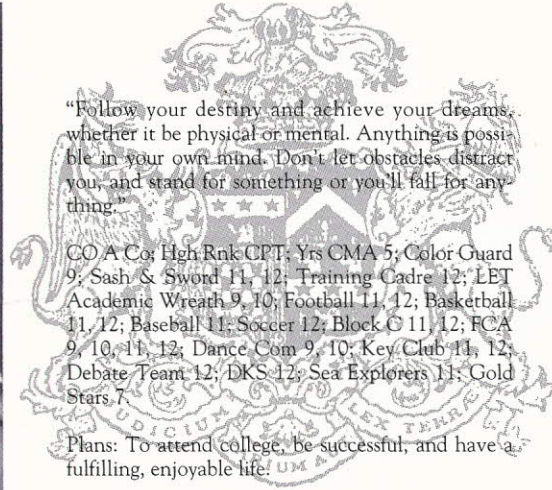 "Follow your destiny and achieve your dreams,
whether it be physical or mental. Anything is possi-
ble in your own mind. Don't let obstacles distract
you, and stand for something or you'll fall for any-
thing."
CO A Co; Hgh Rnk CPT; Yrs CMA 5; Color Guard
9; Sash & Sword 11, 12; Training Cadre 12; LET
Academic Wreath 9, 10; Football 11, 12; Basketball
11, 12; Baseball 11; Soccer 12; Block C 11, 12; FCA
9, 10, 11, 12; Dance Com 9, 10; Key Club 11, 12;
Debate Team 12; DKS 12; Sea Explorers 11; Gold
Stars 7.
JUDICIUM
LEX TERRÆ
Plans: To attend college, be successful, and have a
fulfilling, enjoyable life.